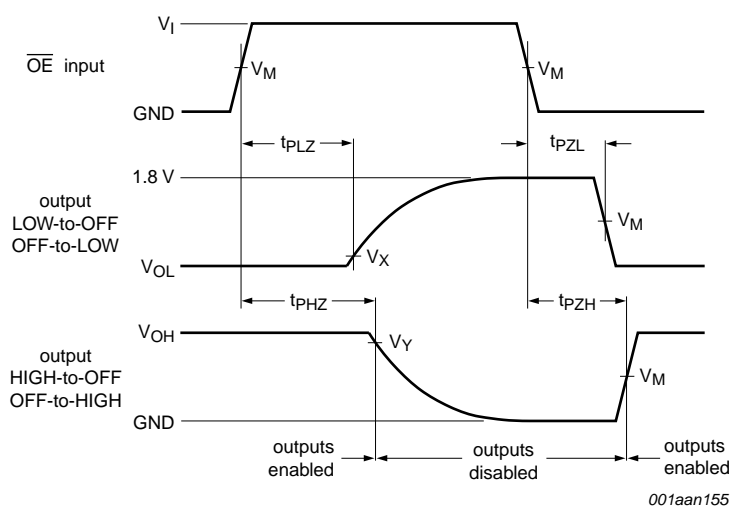 V_I
OE input
V_M
V_M
GND
t_PLZ
t_PZL
1.8 V
output
LOW-to-OFF
OFF-to-LOW
V_M
V_X
V_OL
t_PHZ
t_PZH
V_OH
output
HIGH-to-OFF
OFF-to-HIGH
V_Y
V_M
GND
outputs
enabled
outputs
disabled
outputs
enabled
001aan155